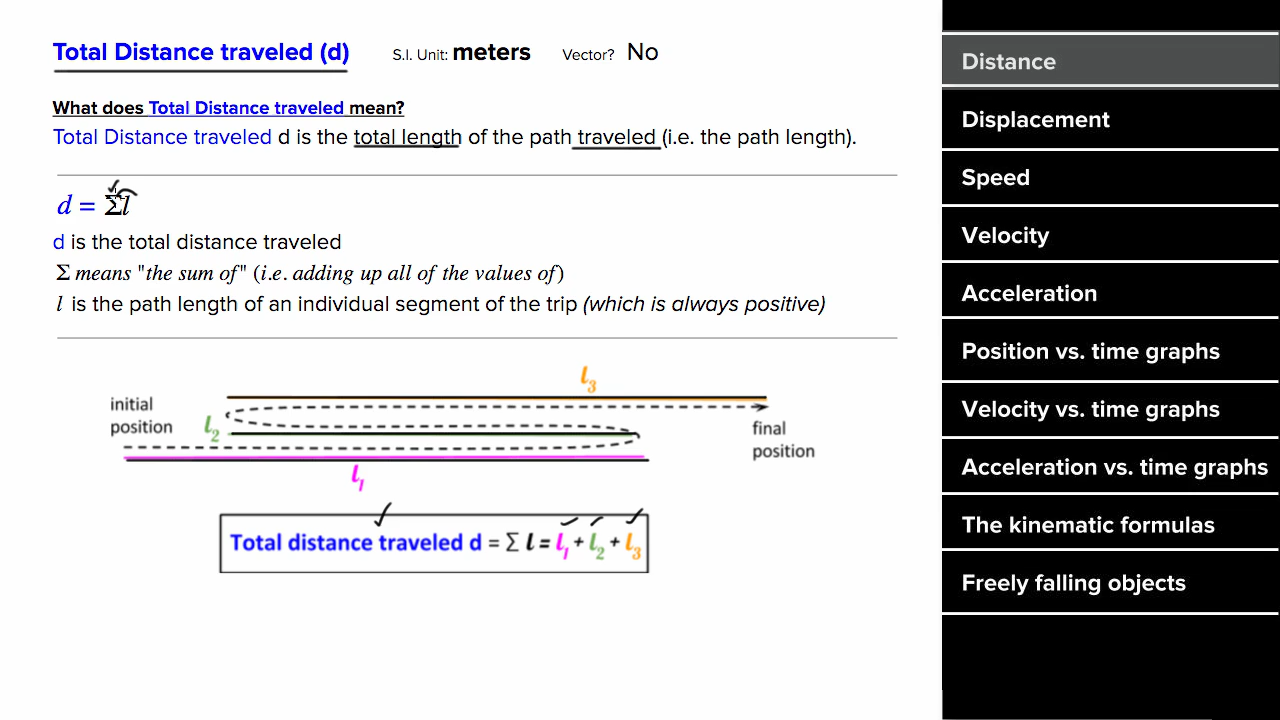 Total Distance traveled (d) S.I. Unit: meters Vector? No
What does Total Distance traveled mean?
Total Distance traveled d is the total length of the path traveled (i.e. the path length).
d = Σl
d is the total distance traveled
Σ means "the sum of" (i.e. adding up all of the values of)
l is the path length of an individual segment of the trip (which is always positive)
l₃
initial
position
l₂
final
position
l₁
Total distance traveled d = Σ l = l₁ + l₂ + l₃
Distance
Displacement
Speed
Velocity
Acceleration
Position vs. time graphs
Velocity vs. time graphs
Acceleration vs. time graphs
The kinematic formulas
Freely falling objects